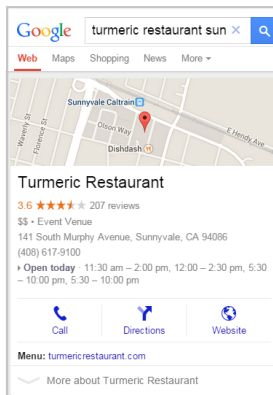 Google turmeric restaurant sun ×
Web Maps Shopping News More
Sunnyvale Caltrain
Waverly St
Florence St
Olson Way
E Hendy Ave
Dishdash
Turmeric Restaurant
3.6 207 reviews
$$ • Event Venue
141 South Murphy Avenue, Sunnyvale, CA 94086
(408) 617-9100
Open today · 11:30 am – 2:00 pm, 12:00 – 2:30 pm, 5:30
– 10:00 pm, 5:30 – 10:00 pm
Call Directions Website
Menu: turmericrestaurant.com
More about Turmeric Restaurant